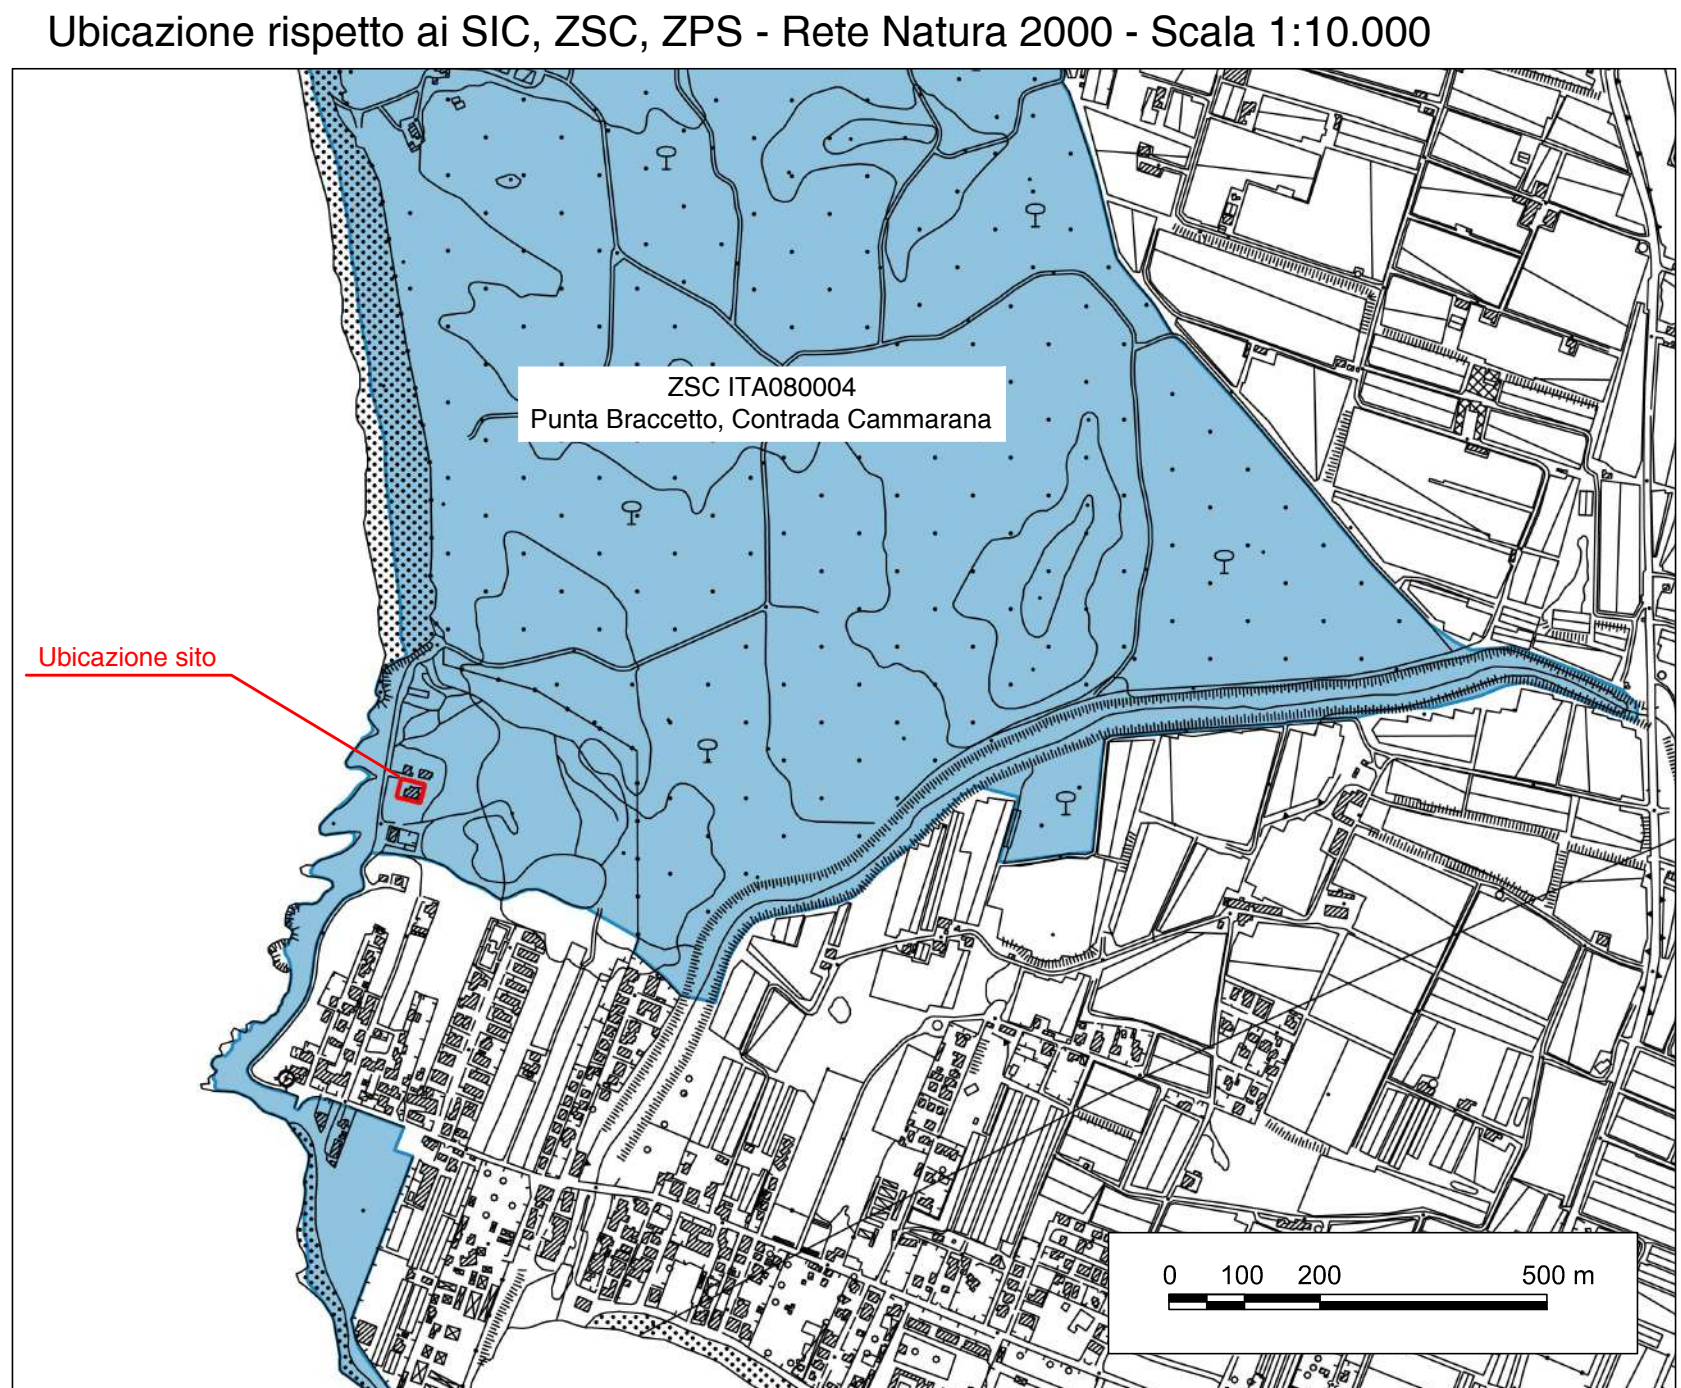 Ubicazione rispetto ai SIC, ZSC, ZPS - Rete Natura 2000 - Scala 1:10.000
ZSC ITA080004
Punta Braccetto, Contrada Cammarana
Ubicazione sito
0 100 200 500 m